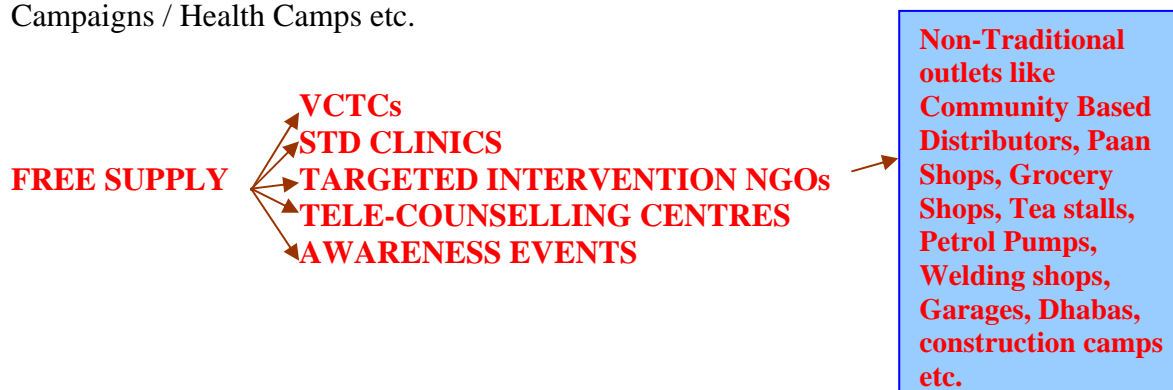 Campaigns / Health Camps etc.
FREE SUPPLY
VCTCs
STD CLINICS
TARGETED INTERVENTION NGOs
TELE-COUNSELLING CENTRES
AWARENESS EVENTS
Non-Traditional
outlets like
Community Based
Distributors, Paan
Shops, Grocery
Shops, Tea stalls,
Petrol Pumps,
Welding shops,
Garages, Dhabas,
construction camps
etc.